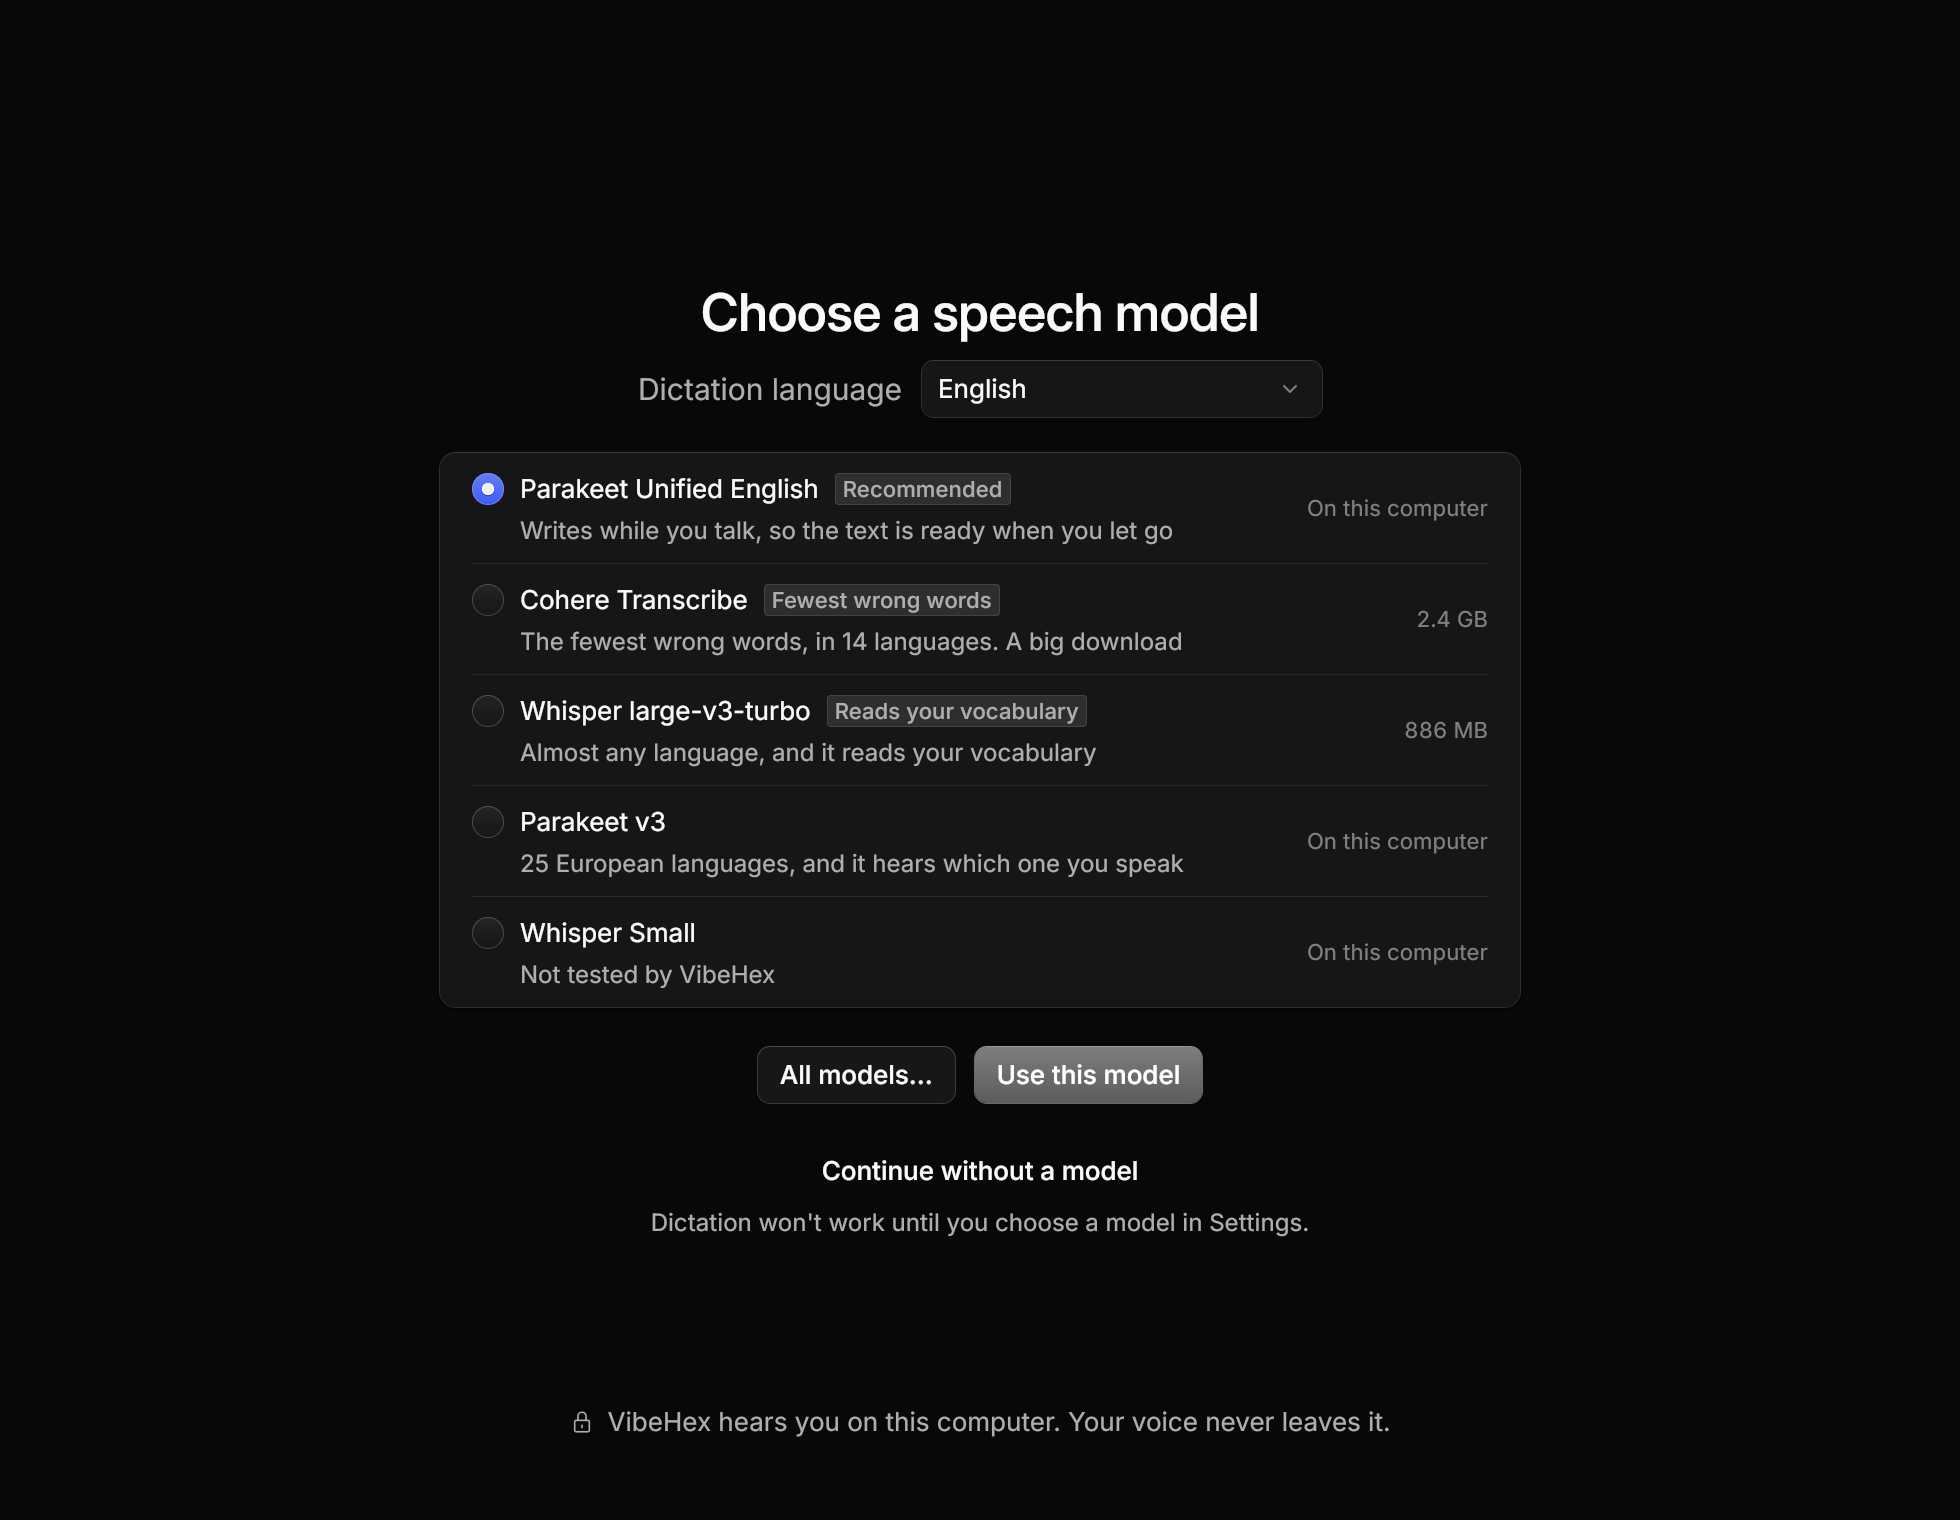 Choose a speech model
Dictation language English
Parakeet Unified English Recommended
On this computer
Writes while you talk, so the text is ready when you let go
Cohere Transcribe Fewest wrong words
2.4 GB
The fewest wrong words, in 14 languages. A big download
Whisper large-v3-turbo Reads your vocabulary
886 MB
Almost any language, and it reads your vocabulary
Parakeet v3
On this computer
25 European languages, and it hears which one you speak
Whisper Small
On this computer
Not tested by VibeHex
All models... Use this model
Continue without a model
Dictation won't work until you choose a model in Settings.
VibeHex hears you on this computer. Your voice never leaves it.